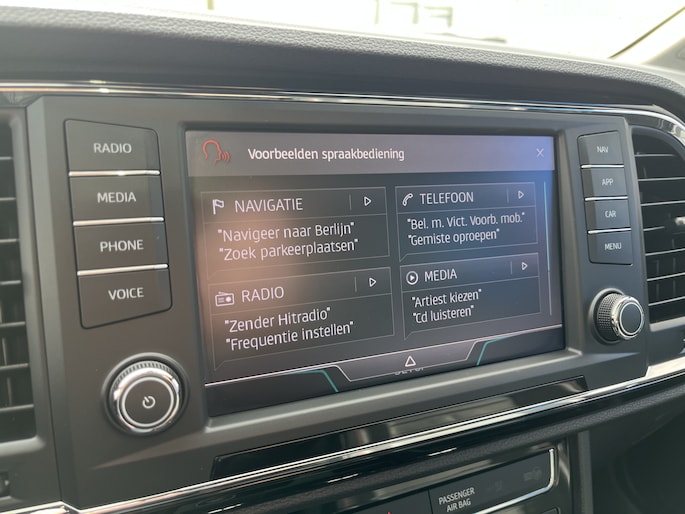 RADIO
MEDIA
PHONE
VOICE
Voorbeelden spraakbediening
NAVIGATIE
"Navigeer naar Berlijn"
"Zoek parkeerplaatsen"
TELEFOON
"Bel. m. Vict. Voorb. mob."
"Gemiste oproepen"
RADIO
"Zender Hitradio"
"Frequentie instellen"
MEDIA
"Artiest kiezen"
"Cd luisteren"
NAV
APP
CAR
MENU
PASSENGER
AIR BAG